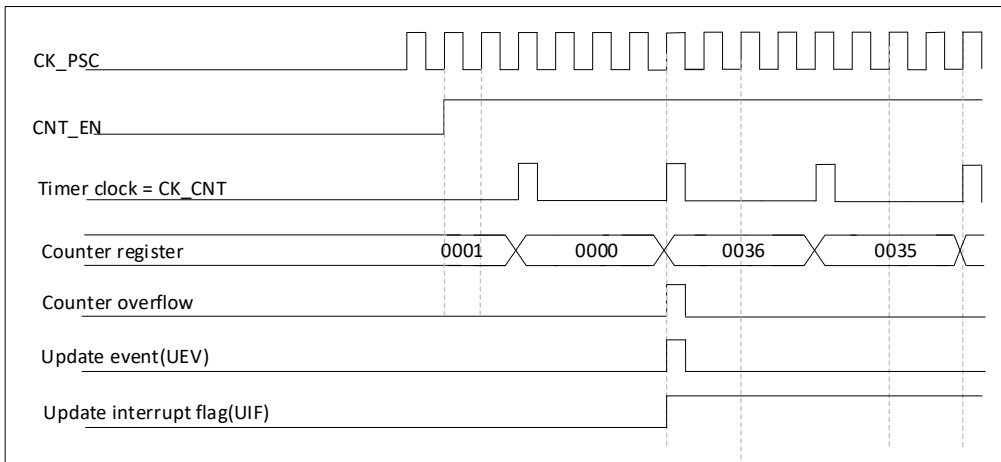 CK_PSC
CNT_EN
Timer clock = CK_CNT
Counter register 0001 0000 0036 0035
Counter overflow
Update event(UEV)
Update interrupt flag(UIF)